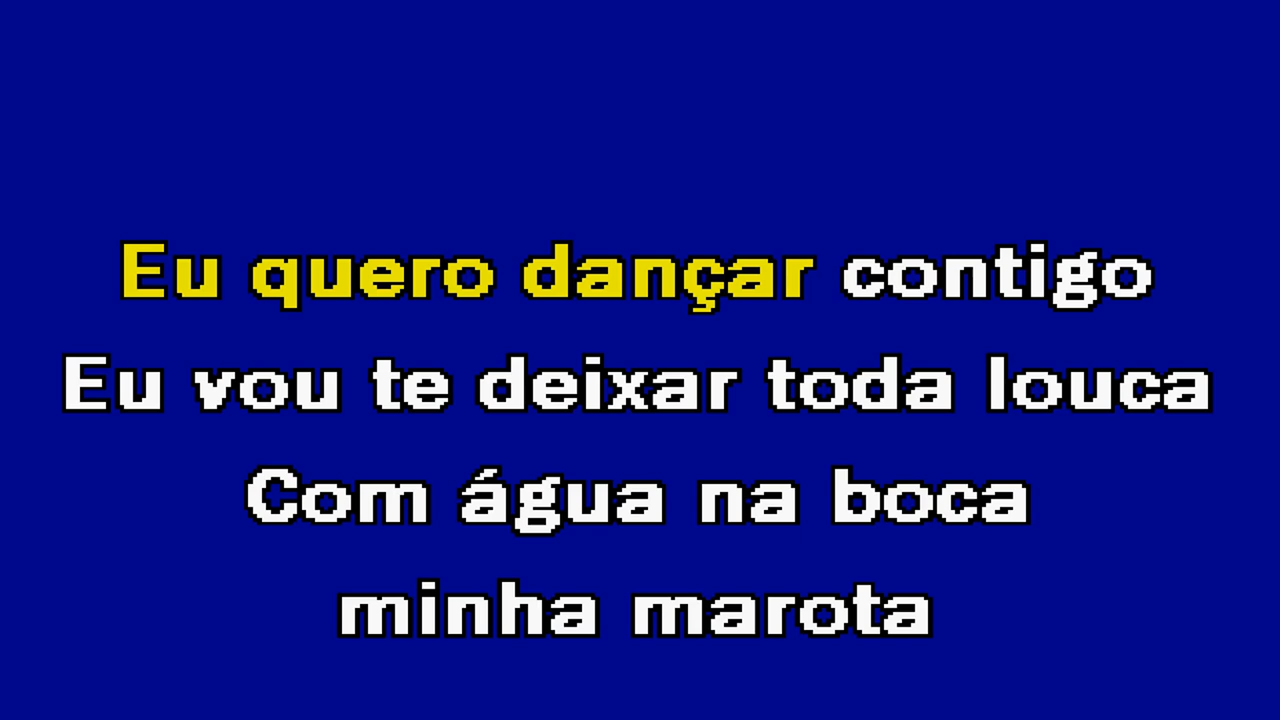 Eu quero dançar contigo
Eu vou te deixar toda louca
Com água na boca
minha marota